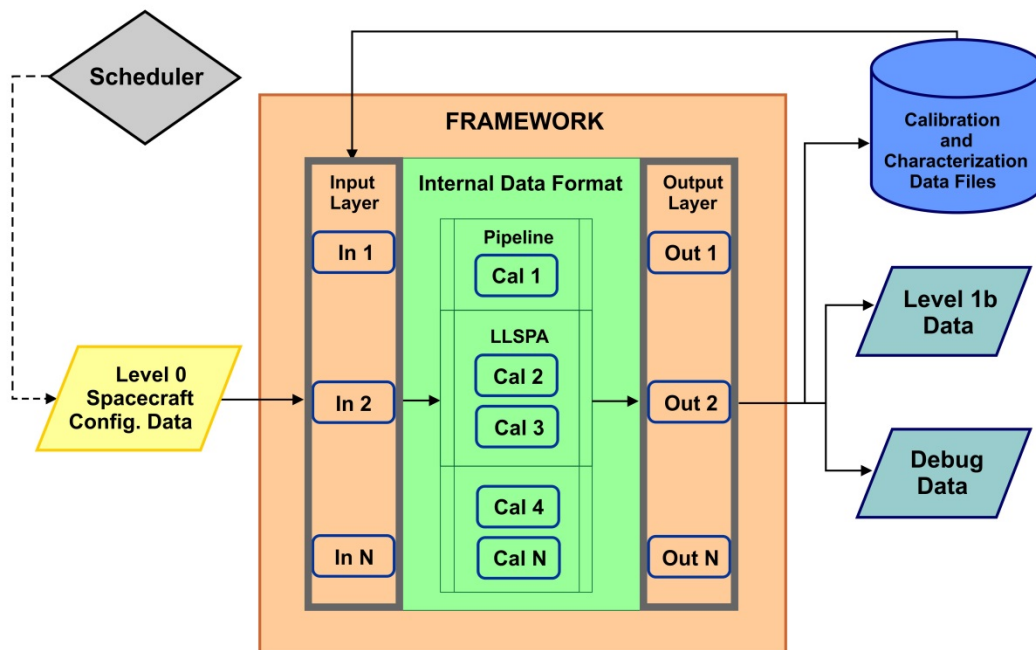 Scheduler
FRAMEWORK
Calibration
and
Characterization
Data Files
Input
Layer
Internal Data Format
Output
Layer
In 1
Pipeline
Cal 1
Out 1
Level 1b
Data
Level 0
Spacecraft
Config. Data
In 2
LLSPA
Cal 2
Cal 3
Out 2
Debug
Data
In N
Cal 4
Cal N
Out N